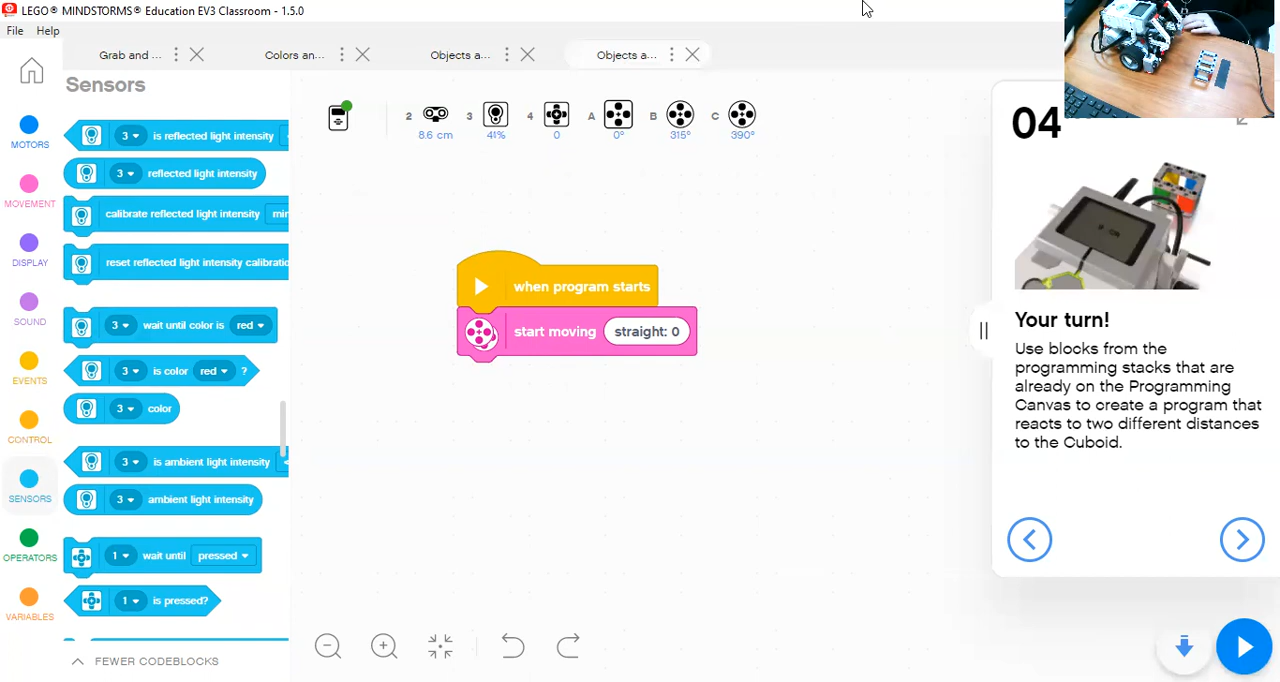 LEGO® MINDSTORMS® Education EV3 Classroom - 1.5.0
File Help
Grab and ...
Colors an...
Objects a...
Objects a...
Sensors
2
3
4
A
B
C
8.6 cm
41%
0
0°
315°
390°
MOTORS
MOVEMENT
DISPLAY
SOUND
EVENTS
CONTROL
SENSORS
OPERATORS
VARIABLES
3 is reflected light intensity
3 reflected light intensity
calibrate reflected light intensity
reset reflected light intensity
3 wait until color is red
3 is color red ?
3 color
3 is ambient light intensity
3 ambient light intensity
1 wait until pressed
1 is pressed?
FEWER CODEBLOCKS
when program starts
start moving straight: 0
04
Your turn!
Use blocks from the
programming stacks that are
already on the Programming
Canvas to create a program that
reacts to two different distances
to the Cuboid.